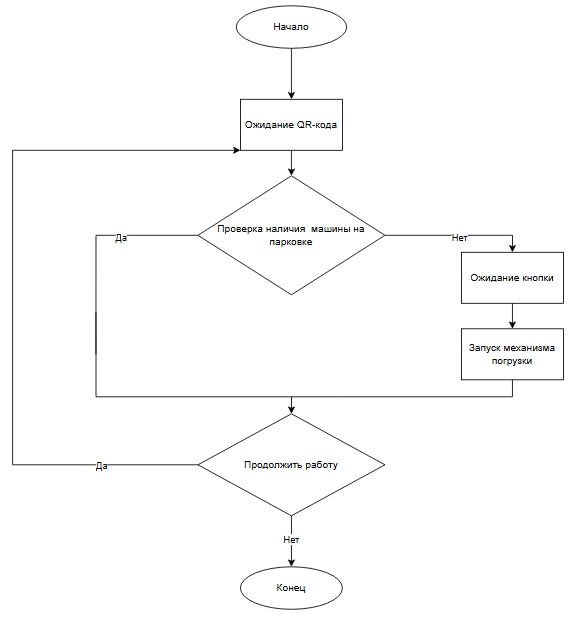 Начало
Ожидание QR-кода
Проверка наличия  машины на
парковке
Да
Нет
Ожидание кнопки
Запуск механизма
погрузки
Продолжить работу
Да
Нет
Конец